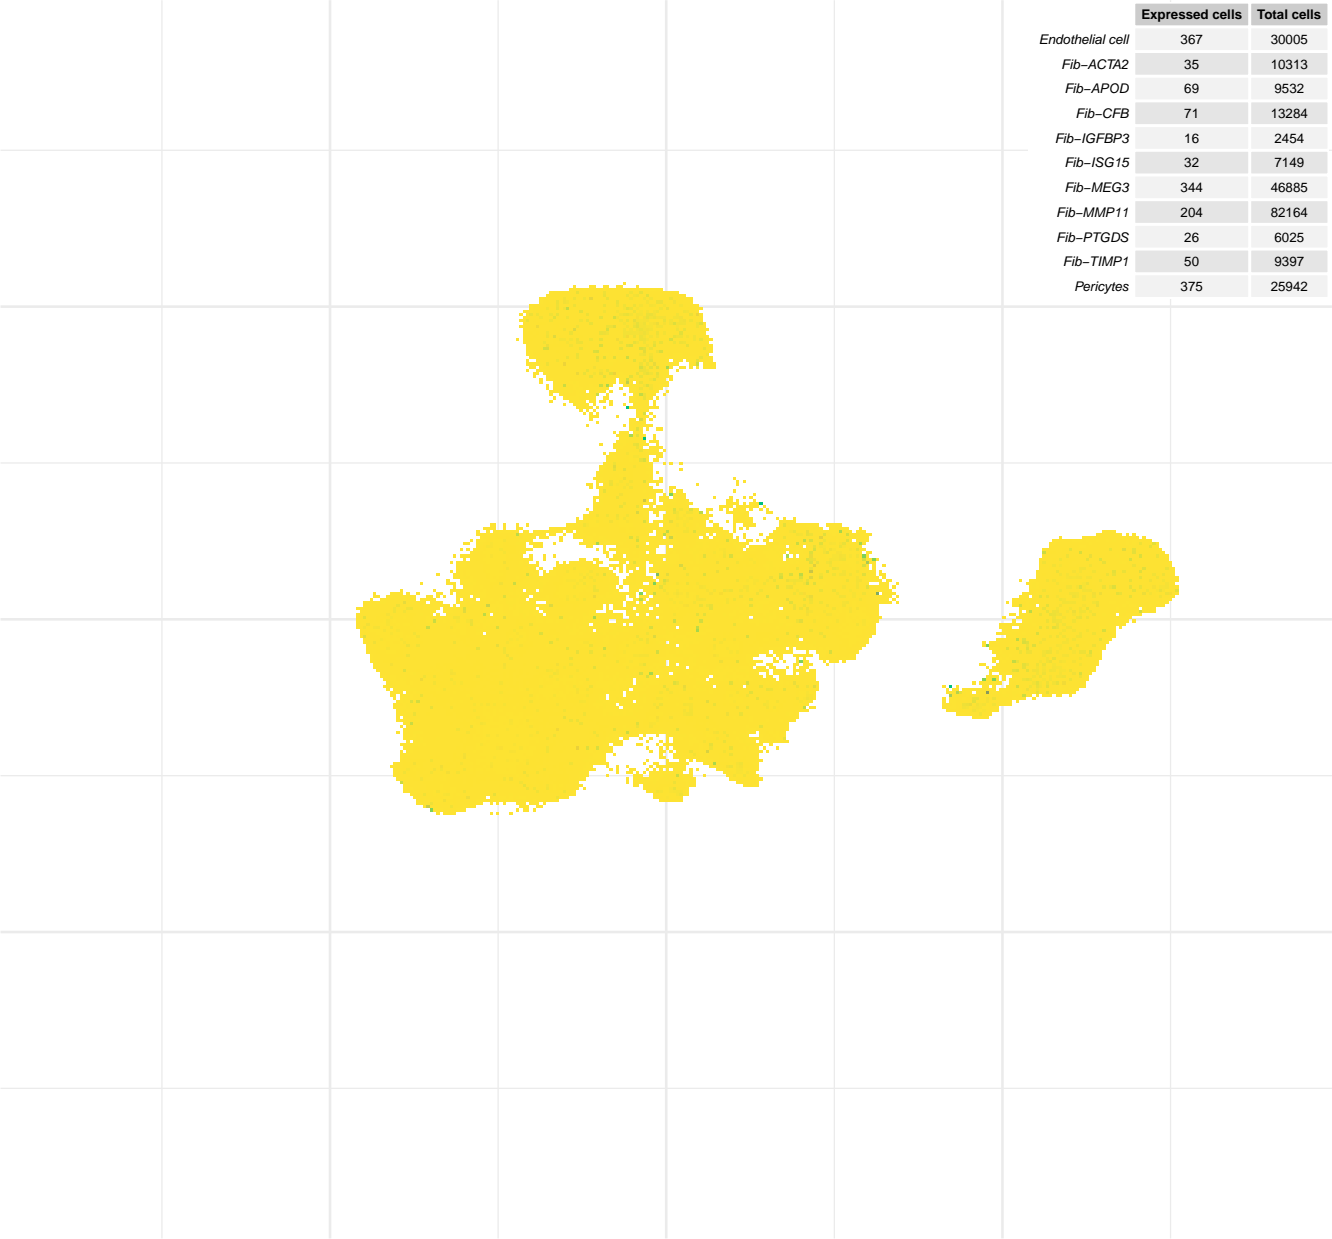 Expressed cells Total cells
Endothelial cell 367 30005
Fib−ACTA2 35 10313
Fib−APOD 69 9532
Fib−CFB 71 13284
Fib−IGFBP3 16 2454
Fib−ISG15 32 7149
Fib−MEG3 344 46885
Fib−MMP11 204 82164
Fib−PTGDS 26 6025
Fib−TIMP1 50 9397
Pericytes 375 25942